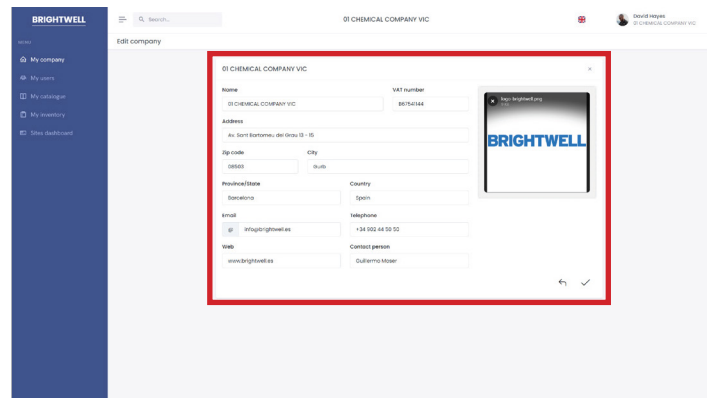 BRIGHTWELL
Search...
01 CHEMICAL COMPANY VIC
David Hayes
01 CHEMICAL COMPANY VIC
MENU
Edit company
My company
My users
My catalogue
My inventory
Sites dashboard
01 CHEMICAL COMPANY VIC
×
Name
VAT number
01 CHEMICAL COMPANY VIC
B67541144
logo-brightwell.png
Address
Av. Sant Bartomeu del Grau 13 - 15
BRIGHTWELL
Zip code
City
08503
Gurb
Province/State
Country
Barcelona
Spain
Email
Telephone
@
info@brightwell.es
+34 902 44 50 50
Web
Contact person
www.brightwell.es
Guillermo Moser